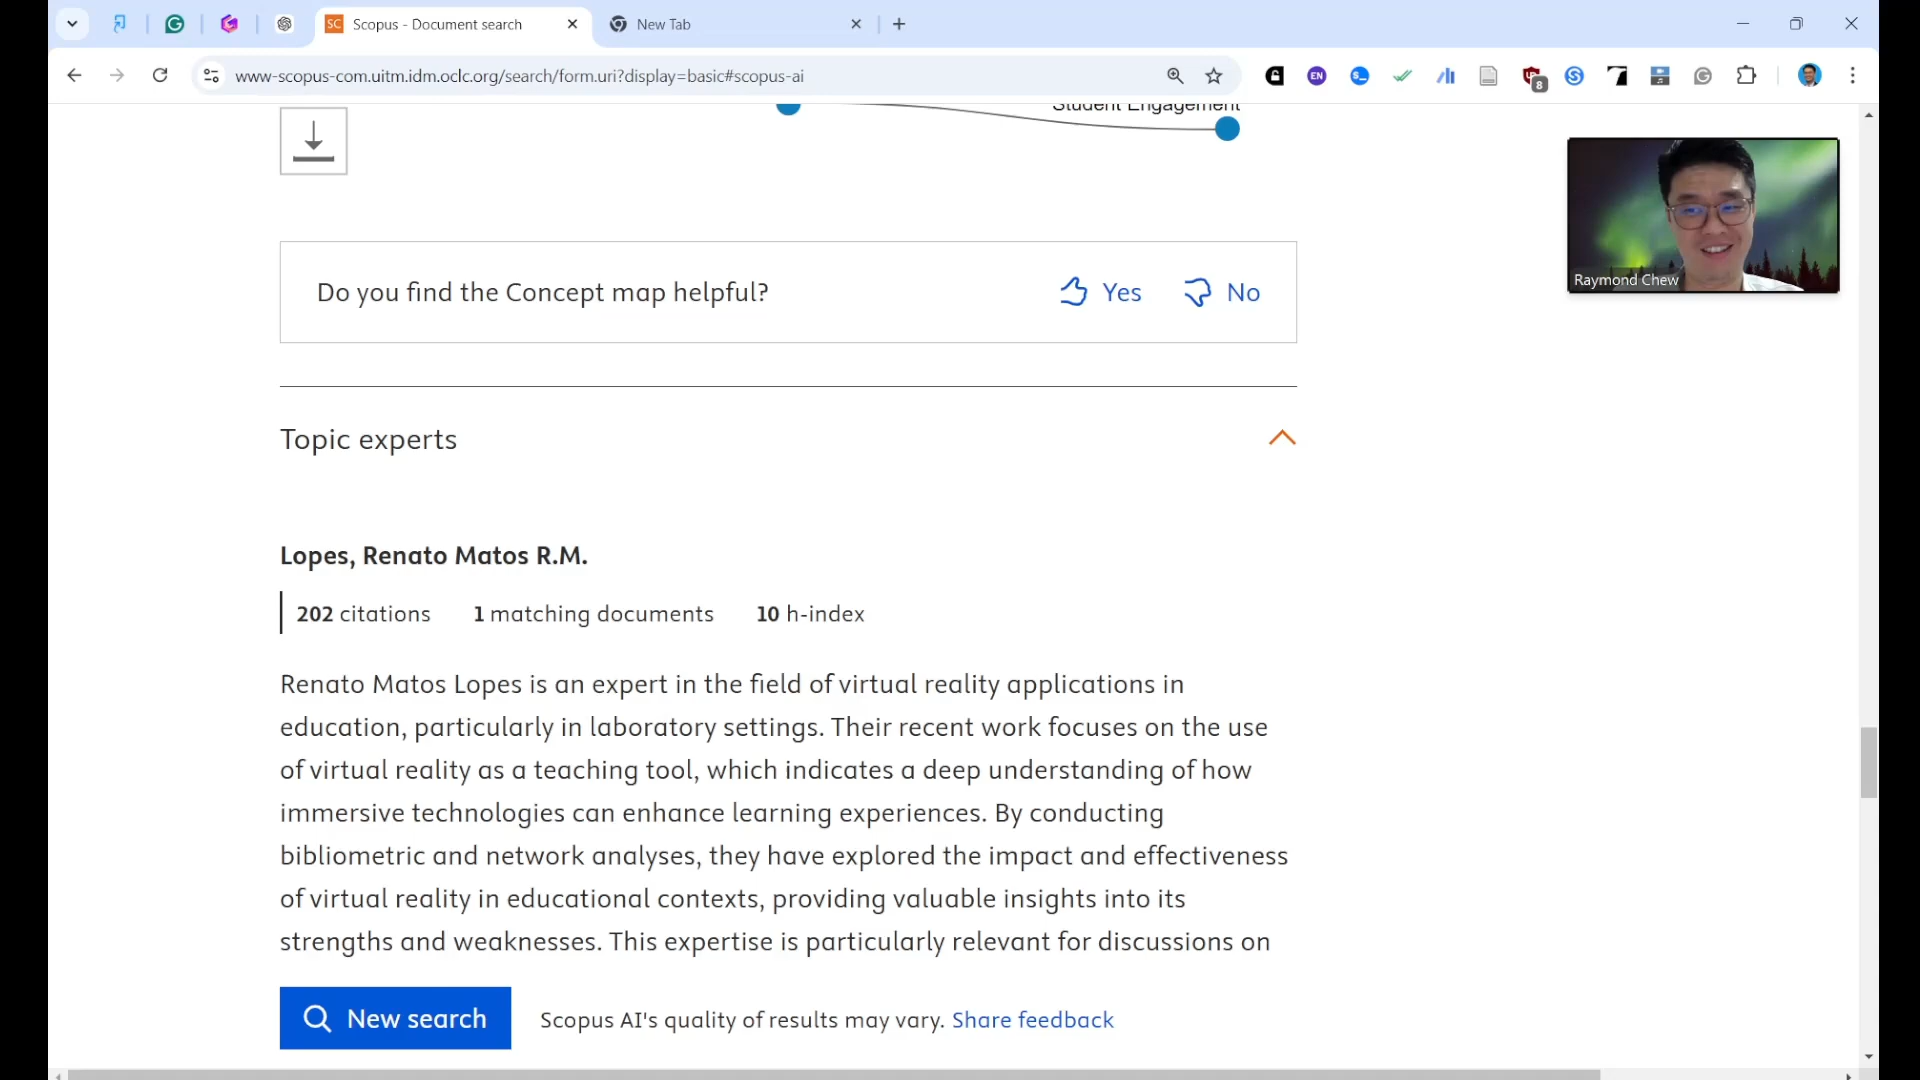 Scopus - Document search
New Tab
www-scopus-com.uitm.idm.oclc.org/search/form.uri?display=basic#scopus-ai
EN
8
Student Engagement
Raymond Chew
Do you find the Concept map helpful?
Yes
No
Topic experts
Lopes, Renato Matos R.M.
202 citations
1 matching documents
10 h-index
Renato Matos Lopes is an expert in the field of virtual reality applications in
education, particularly in laboratory settings. Their recent work focuses on the use
of virtual reality as a teaching tool, which indicates a deep understanding of how
immersive technologies can enhance learning experiences. By conducting
bibliometric and network analyses, they have explored the impact and effectiveness
of virtual reality in educational contexts, providing valuable insights into its
strengths and weaknesses. This expertise is particularly relevant for discussions on
New search
Scopus AI's quality of results may vary. Share feedback